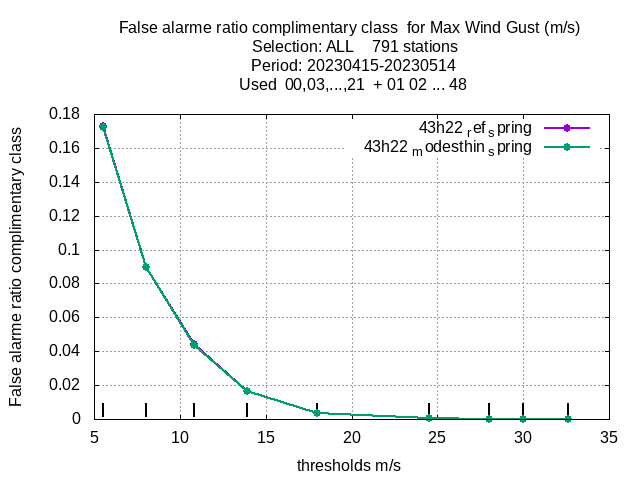 False alarme ratio complimentary class  for Max Wind Gust (m/s)
Selection: ALL    791 stations
Period: 20230415-20230514
Used  00,03,...,21  + 01 02 ... 48
43h22 ref spring
43h22 modesthin spring
False alarme ratio complimentary class
0.18
0.16
0.14
0.12
0.1
0.08
0.06
0.04
0.02
0
5 10 15 20 25 30 35
thresholds m/s